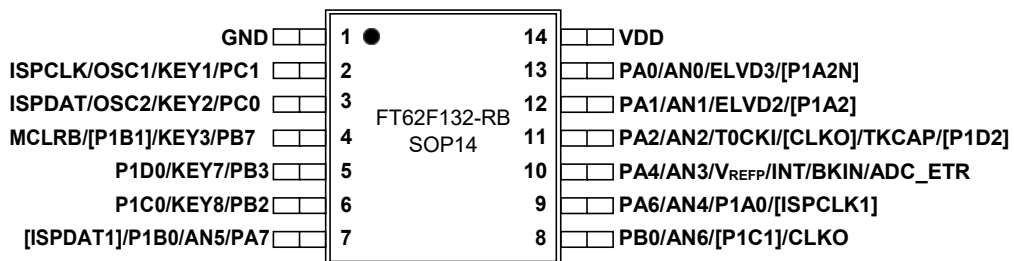 GND 1 14 VDD
ISPCLK/OSC1/KEY1/PC1 2 13 PA0/AN0/ELVD3/[P1A2N]
ISPDAT/OSC2/KEY2/PC0 3 12 PA1/AN1/ELVD2/[P1A2]
FT62F132-RB
SOP14
MCLRB/[P1B1]/KEY3/PB7 4 11 PA2/AN2/T0CKI/[CLKO]/TKCAP/[P1D2]
P1D0/KEY7/PB3 5 10 PA4/AN3/VREFP/INT/BKIN/ADC_ETR
P1C0/KEY8/PB2 6 9 PA6/AN4/P1A0/[ISPCLK1]
[ISPDAT1]/P1B0/AN5/PA7 7 8 PB0/AN6/[P1C1]/CLKO